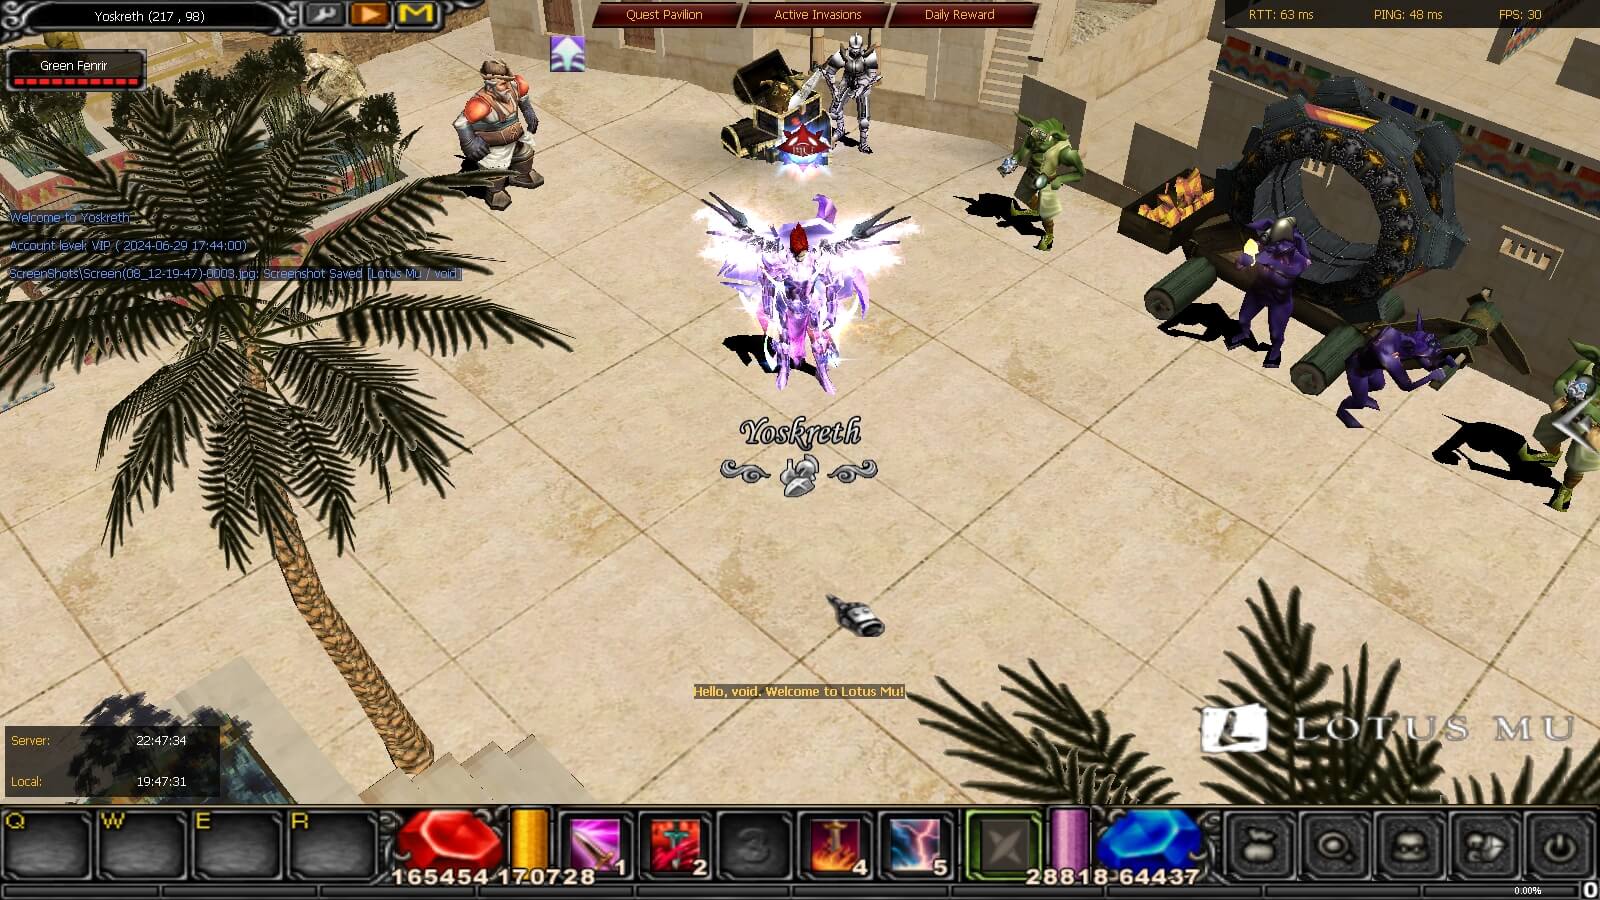 Yoskreth (217 , 98)
Quest Pavilion
Active Invasions
Daily Reward
RTT: 63 ms
PING: 48 ms
FPS: 30
Green Fenrir
Welcome to Yoskreth
Account level: VIP ( 2024-06-29 17:44:00)
ScreenShots\Screen(08_12-19-47)-0003.jpg: Screenshot Saved [Lotus Mu / void]
Yoskreth
Hello, void. Welcome to Lotus Mu!
LOTUS MU
Server: 22:47:34
Local: 19:47:31
Q
W
E
R
1
2
3
4
5
165454
170728
28818
64437
0.00%
0